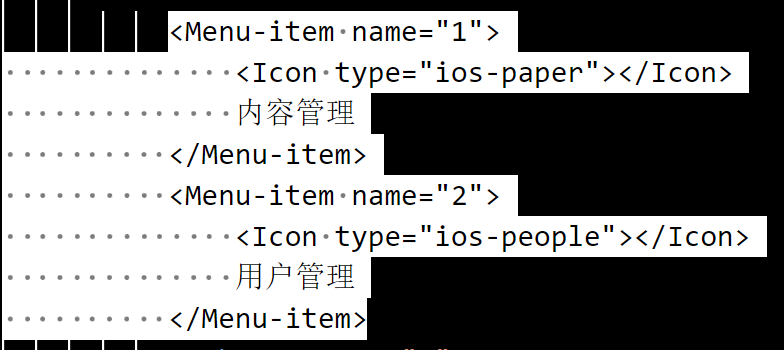 <Menu-item name="1">
<Icon type="ios-paper"></Icon>
内容管理
</Menu-item>
<Menu-item name="2">
<Icon type="ios-people"></Icon>
用户管理
</Menu-item>